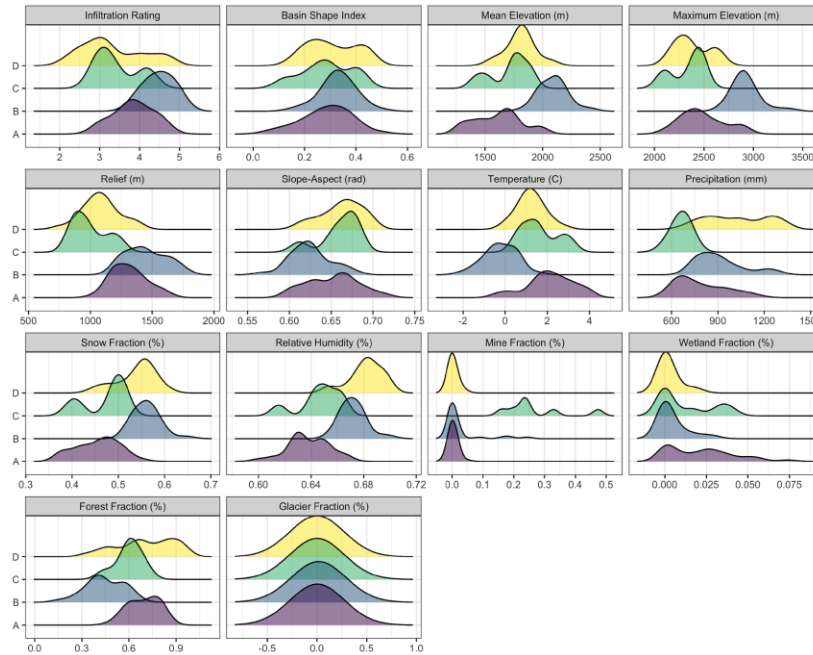 Infiltration Rating Basin Shape Index Mean Elevation (m) Maximum Elevation (m)
D
C
B
A
2 3 4 5 6 0.0 0.2 0.4 0.6 1500 2000 2500 2000 2500 3000 3500
Relief (m) Slope-Aspect (rad) Temperature (C) Precipitation (mm)
D
C
B
A
500 1000 1500 2000 0.55 0.60 0.65 0.70 0.75 -2 0 2 4 600 900 1200 1500
Snow Fraction (%) Relative Humidity (%) Mine Fraction (%) Wetland Fraction (%)
D
C
B
A
0.3 0.4 0.5 0.6 0.7 0.60 0.64 0.68 0.72 0.0 0.1 0.2 0.3 0.4 0.5 0.000 0.025 0.050 0.075
Forest Fraction (%) Glacier Fraction (%)
D
C
B
A
0.0 0.3 0.6 0.9 -0.5 0.0 0.5 1.0